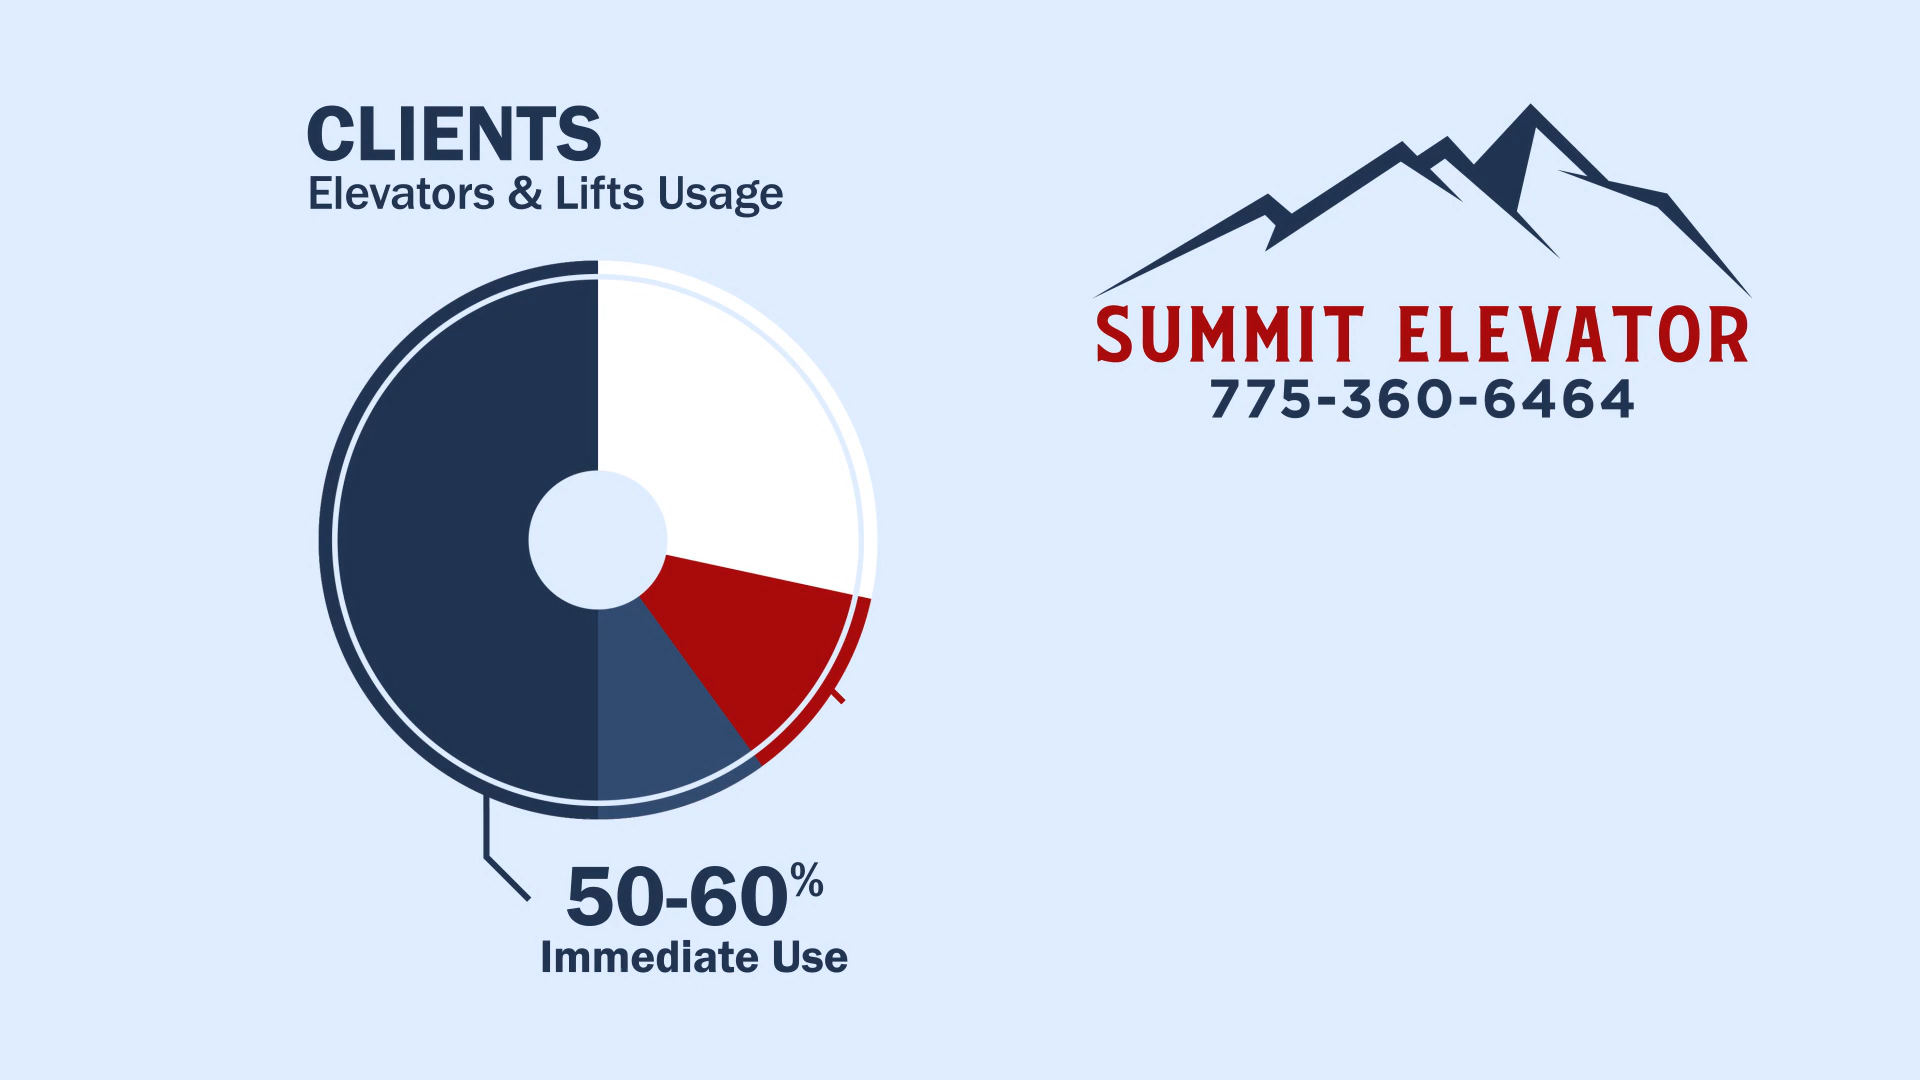 CLIENTS
Elevators & Lifts Usage
50-60%
Immediate Use
SUMMIT ELEVATOR
775-360-6464